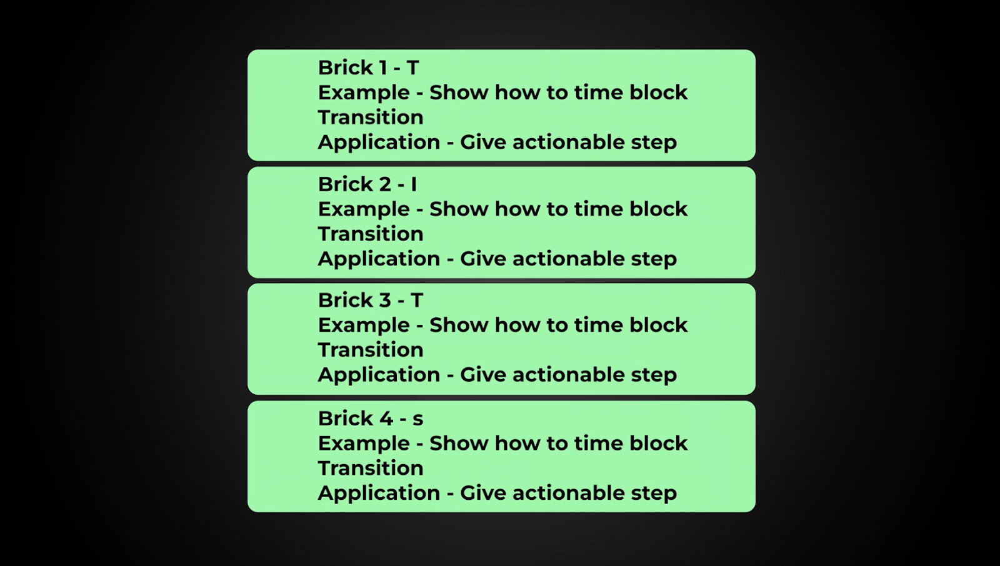 Brick 1 - T
Example - Show how to time block
Transition
Application - Give actionable step
Brick 2 - I
Example - Show how to time block
Transition
Application - Give actionable step
Brick 3 - T
Example - Show how to time block
Transition
Application - Give actionable step
Brick 4 - s
Example - Show how to time block
Transition
Application - Give actionable step